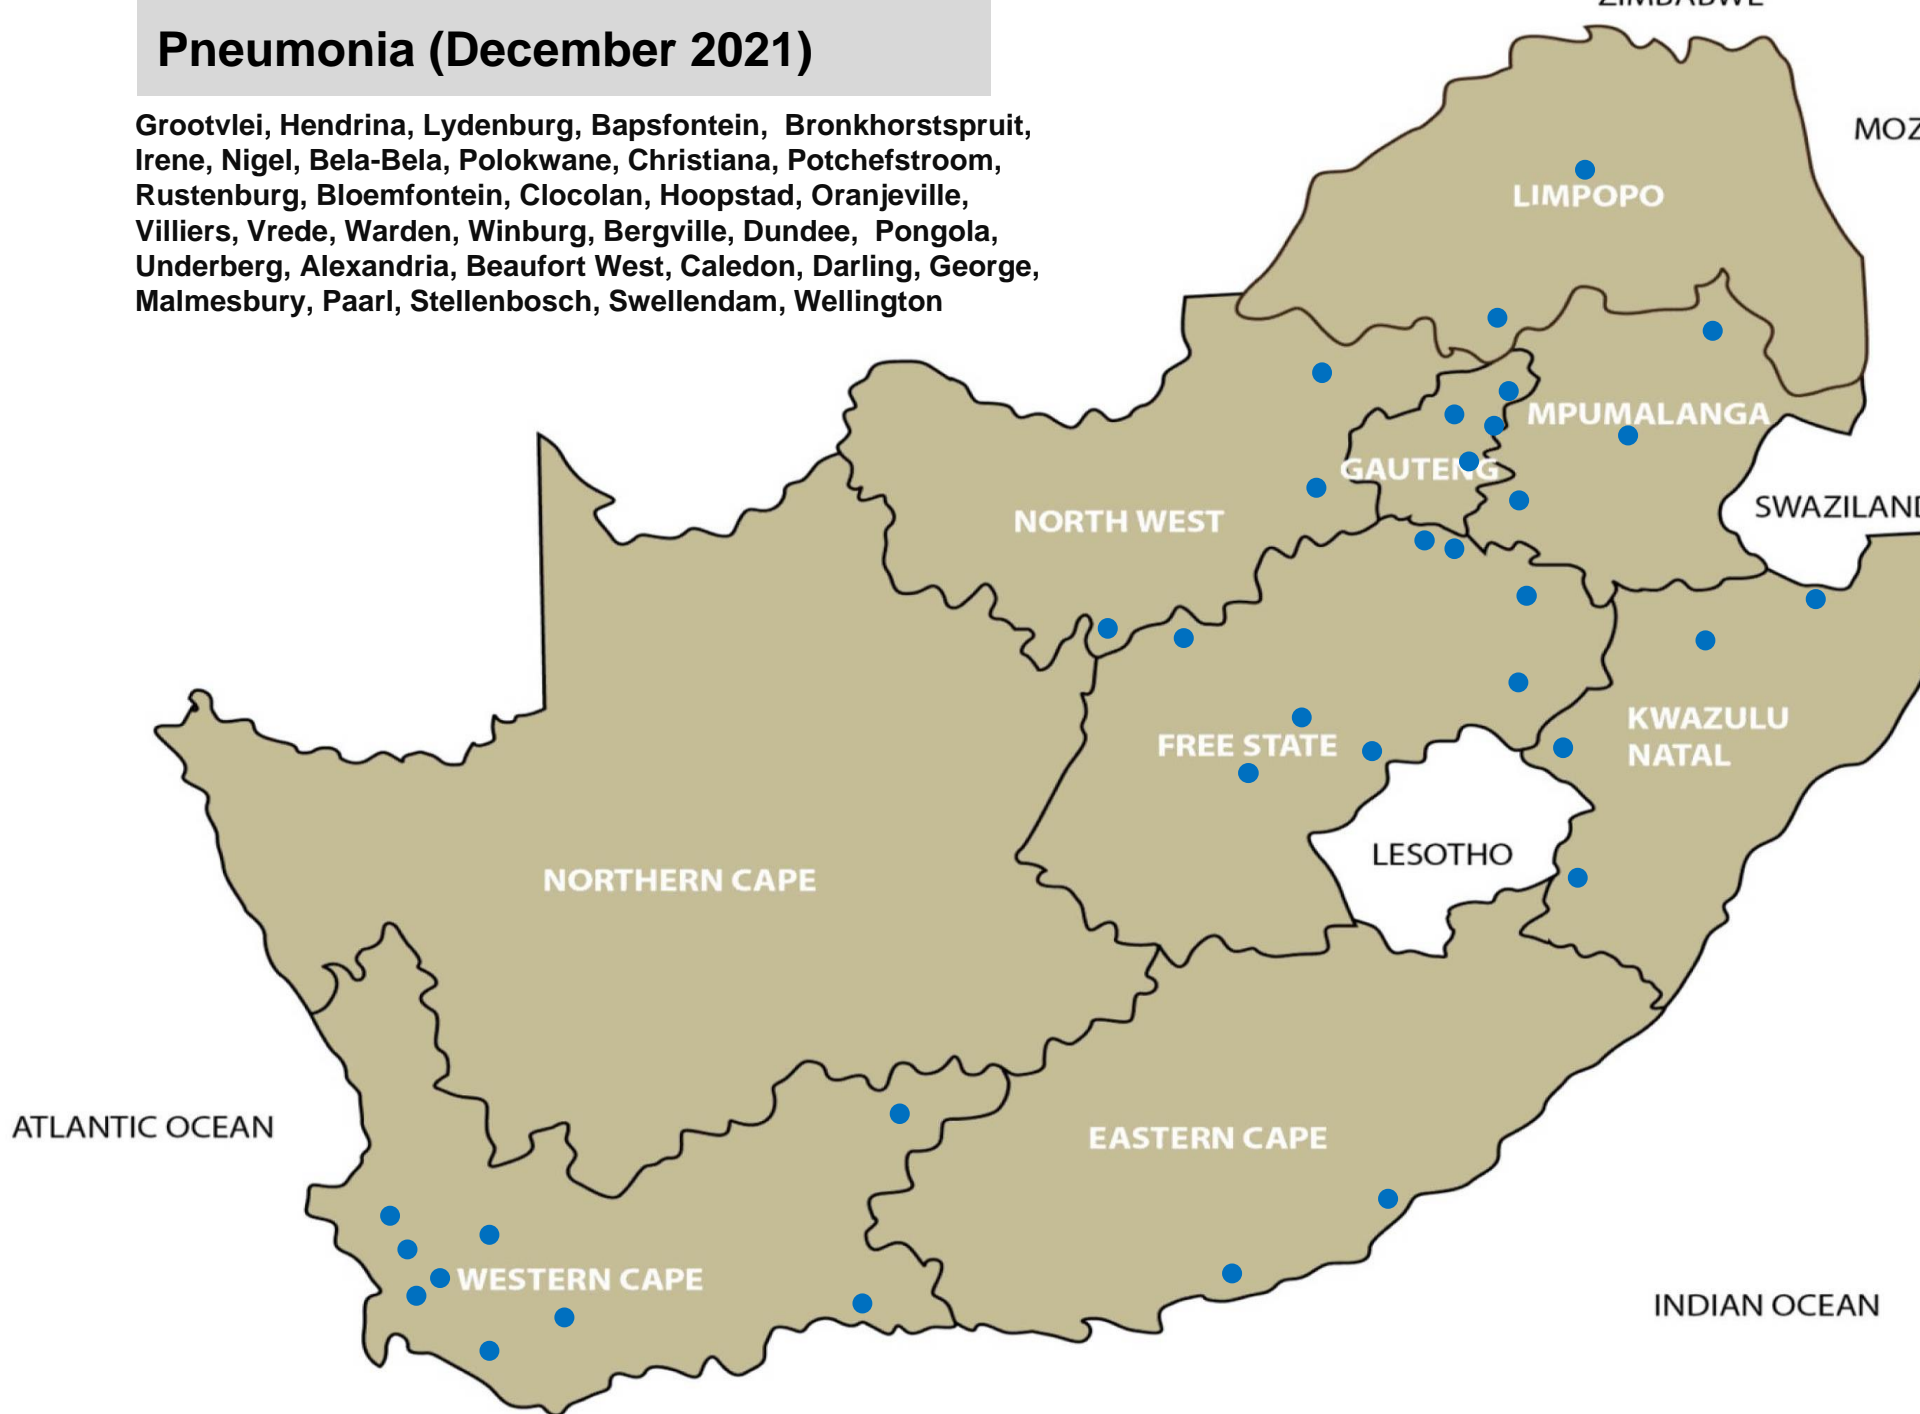 ZIMBABWE
Pneumonia (December 2021)
Grootvlei, Hendrina, Lydenburg, Bapsfontein, Bronkhorstspruit,
Irene, Nigel, Bela-Bela, Polokwane, Christiana, Potchefstroom,
Rustenburg, Bloemfontein, Clocolan, Hoopstad, Oranjeville,
Villiers, Vrede, Warden, Winburg, Bergville, Dundee, Pongola,
Underberg, Alexandria, Beaufort West, Caledon, Darling, George,
Malmesbury, Paarl, Stellenbosch, Swellendam, Wellington
MOZ
LIMPOPO
MPUMALANGA
GAUTENG
SWAZILAND
NORTH WEST
KWAZULU
NATAL
FREE STATE
LESOTHO
NORTHERN CAPE
ATLANTIC OCEAN
EASTERN CAPE
WESTERN CAPE
INDIAN OCEAN